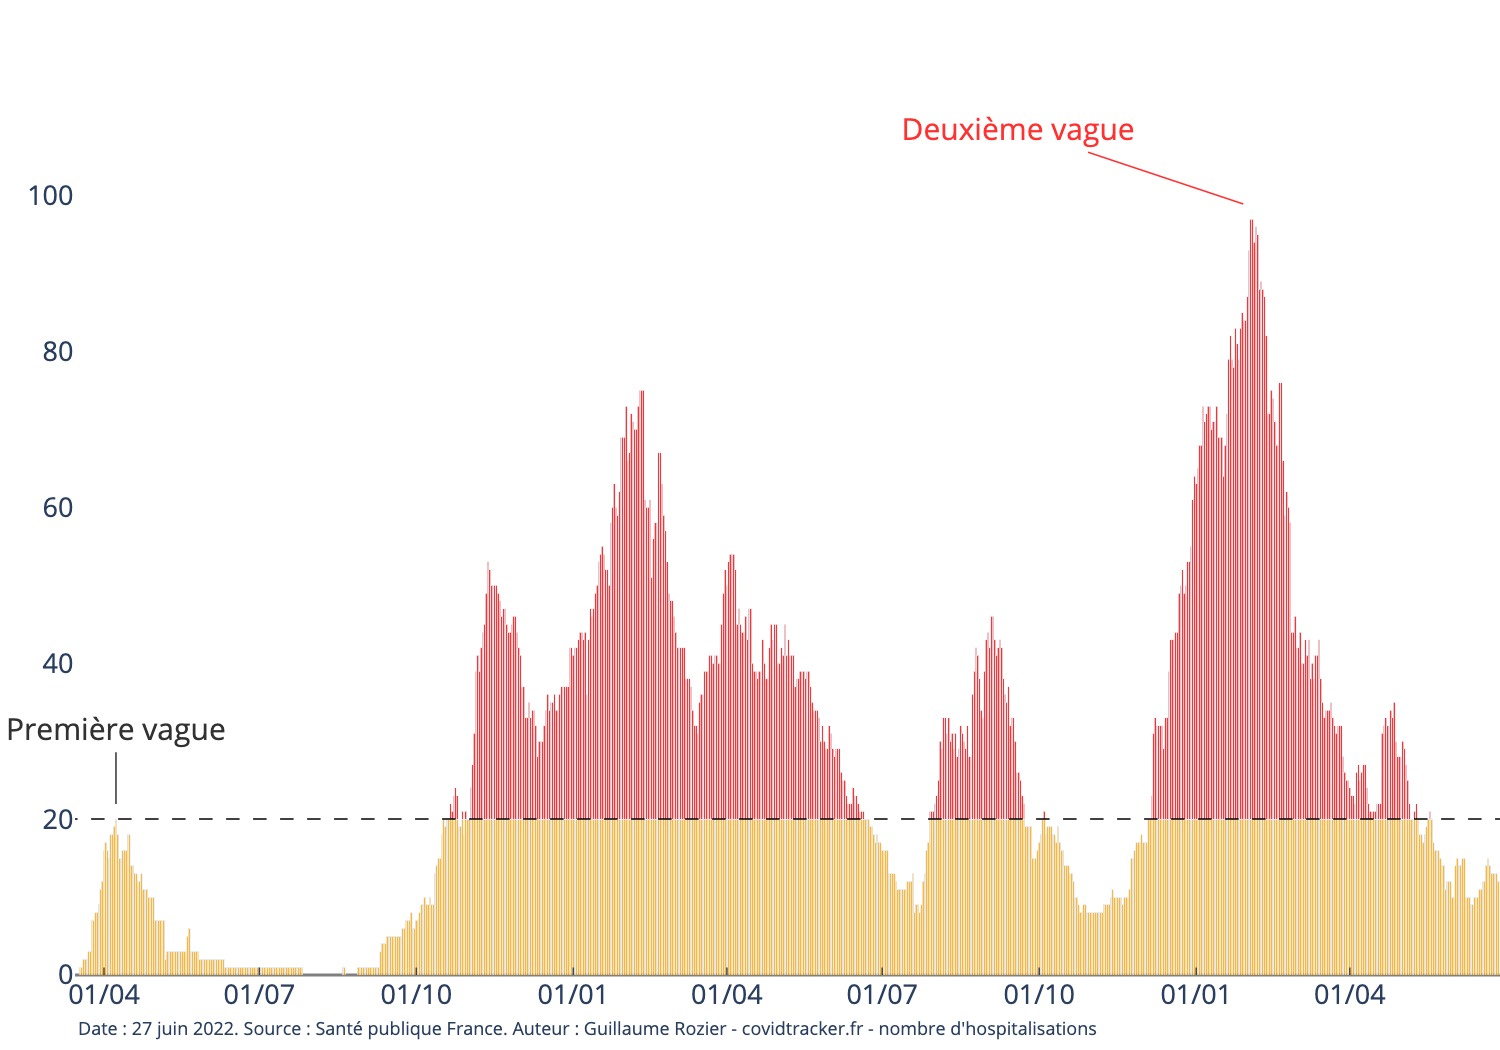 Deuxième vague
100
80
60
40
Première vague
20
0
01/04 01/07 01/10 01/01 01/04 01/07 01/10 01/01 01/04
Date : 27 juin 2022. Source : Santé publique France. Auteur : Guillaume Rozier - covidtracker.fr - nombre d'hospitalisations